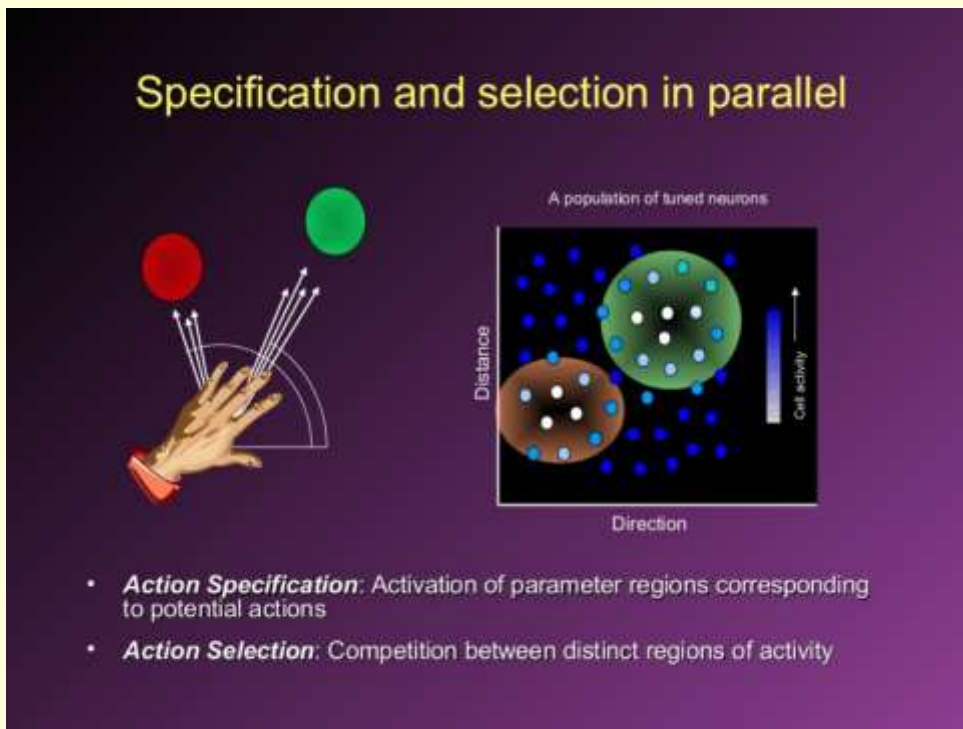 Specification and selection in parallel
A population of tuned neurons
Distance
Cell activity
Direction
• Action Specification: Activation of parameter regions corresponding
to potential actions
• Action Selection: Competition between distinct regions of activity